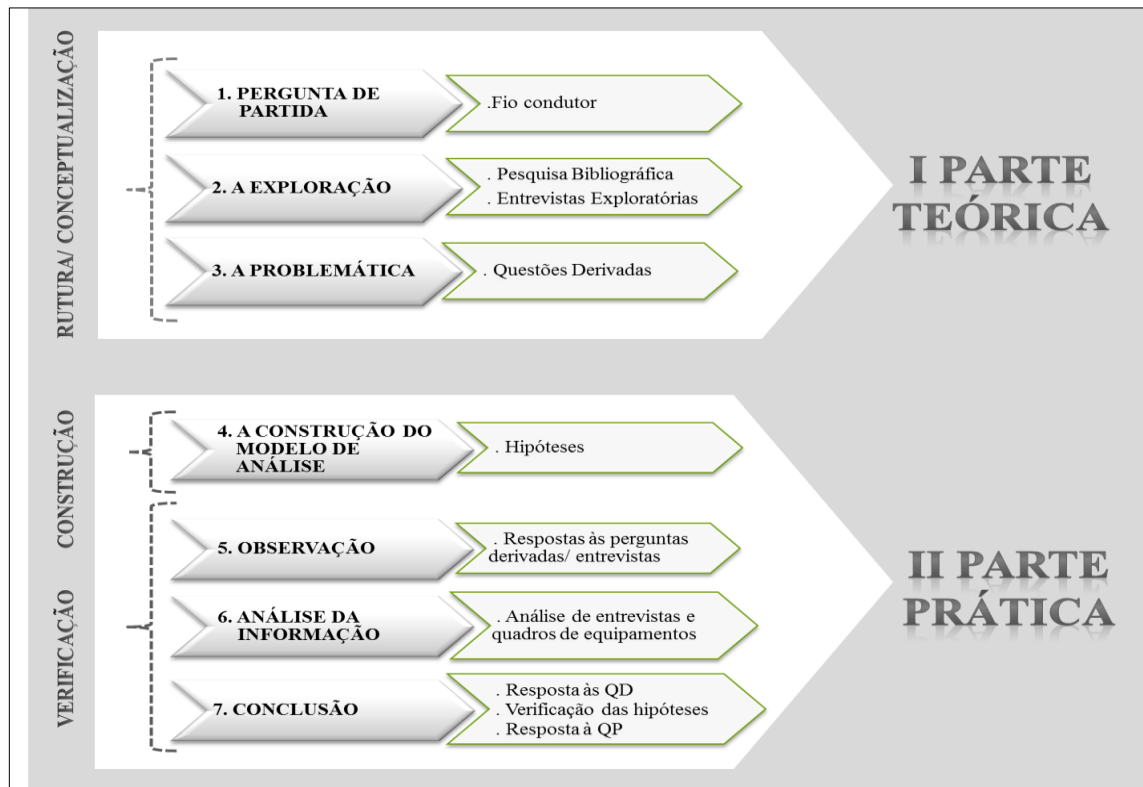 RUTURA/ CONCEPTUALIZAÇÃO
1. PERGUNTA DE
PARTIDA
.Fio condutor
2. A EXPLORAÇÃO
. Pesquisa Bibliográfica
. Entrevistas Exploratórias
3. A PROBLEMÁTICA
. Questões Derivadas
I PARTE
TEÓRICA
CONSTRUÇÃO
4. A CONSTRUÇÃO DO
MODELO DE
ANÁLISE
. Hipóteses
VERIFICAÇÃO
5. OBSERVAÇÃO
. Respostas às perguntas
derivadas/ entrevistas
6. ANÁLISE DA
INFORMAÇÃO
. Análise de entrevistas e
quadros de equipamentos
7. CONCLUSÃO
. Resposta às QD
. Verificação das hipóteses
. Resposta à QP
II PARTE
PRÁTICA